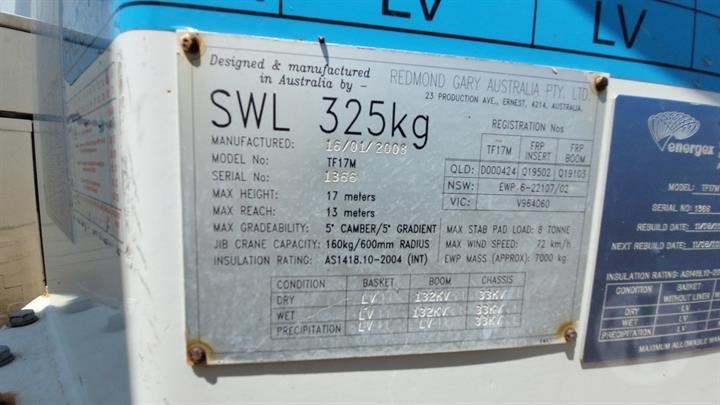 LV
LV
Designed & manufactured
in Australia by -
REDMOND GARY AUSTRALIA PTY. LTD.
23 PRODUCTION AVE., ERNEST, 4214, AUSTRALIA.
SWL 325kg
MANUFACTURED: 16/01/2008
MODEL No: TF17M
SERIAL No: 1366
MAX HEIGHT: 17 meters
MAX REACH: 13 meters
MAX GRADEABILITY: 5° CAMBER/5° GRADIENT
JIB CRANE CAPACITY: 160kg/600mm RADIUS
INSULATION RATING: AS1418.10-2004 (INT)
REGISTRATION Nos
TF17M FRP INSERT FRP BOOM
QLD: D000424 Q19502 Q19103
NSW: EWP 6-22107/02
VIC: V964060
MAX STAB PAD LOAD: 8 TONNE
MAX WIND SPEED: 72 km/h
EWP MASS (APPROX): 7000 kg
CONDITION BASKET BOOM CHASSIS
DRY LV 132KV 33KV
WET LV 132KV 33KV
PRECIPITATION LV LV 33KV
energex
MODEL: TF17M
SERIAL NO: 1366
REBUILD DATE:
NEXT REBUILD DATE:
INSULATION RATING: AS1418.10-
CONDITION BASKET
WITHOUT LINER
DRY LV
WET LV
PRECIPITATION LV
MAXIMUM ALLOWABLE